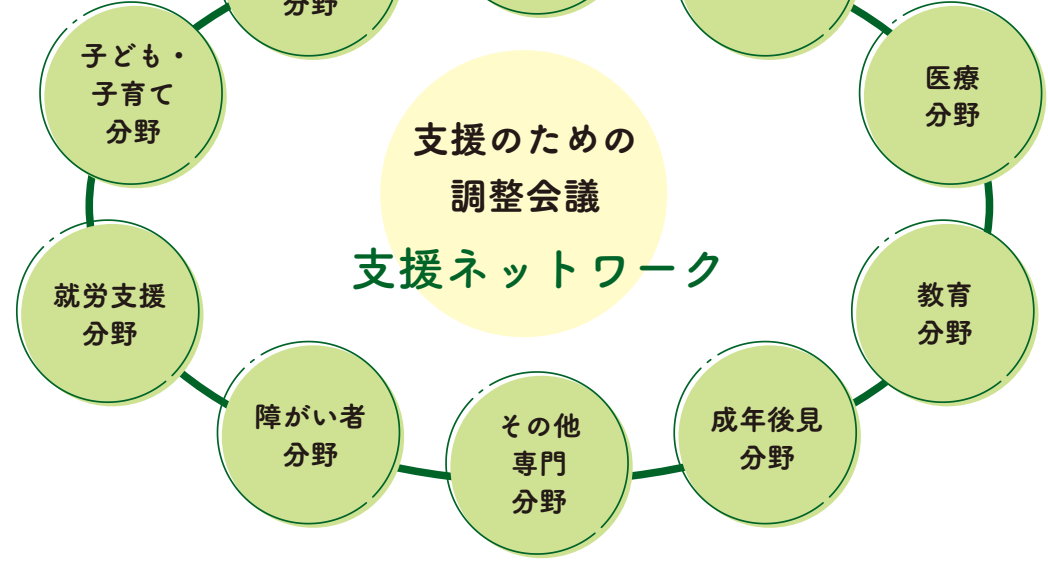 分野
子ども・
子育て
分野
医療
分野
支援のための
調整会議
支援ネットワーク
就労支援
分野
教育
分野
障がい者
分野
その他
専門
分野
成年後見
分野